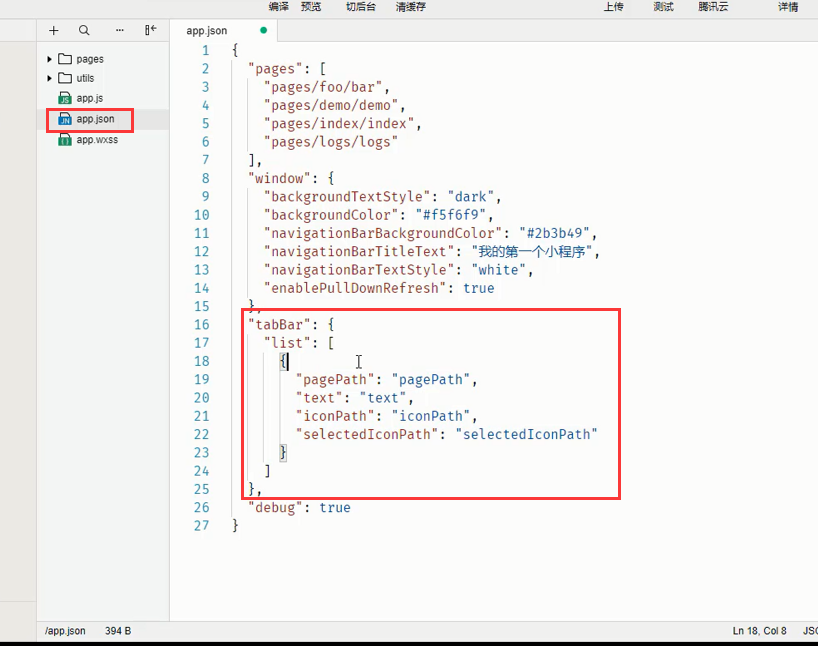 编译 预览 切后台 清缓存 上传 测试 腾讯云 详情
app.json
pages
utils
app.js
app.json
app.wxss
1 {
2 "pages": [
3 "pages/foo/bar",
4 "pages/demo/demo",
5 "pages/index/index",
6 "pages/logs/logs"
7 ],
8 "window": {
9 "backgroundTextStyle": "dark",
10 "backgroundColor": "#f5f6f9",
11 "navigationBarBackgroundColor": "#2b3b49",
12 "navigationBarTitleText": "我的第一个小程序",
13 "navigationBarTextStyle": "white",
14 "enablePullDownRefresh": true
15 },
16 "tabBar": {
17 "list": [
18 {
19 "pagePath": "pagePath",
20 "text": "text",
21 "iconPath": "iconPath",
22 "selectedIconPath": "selectedIconPath"
23 }
24 ]
25 },
26 "debug": true
27 }
/app.json 394 B Ln 18, Col 8